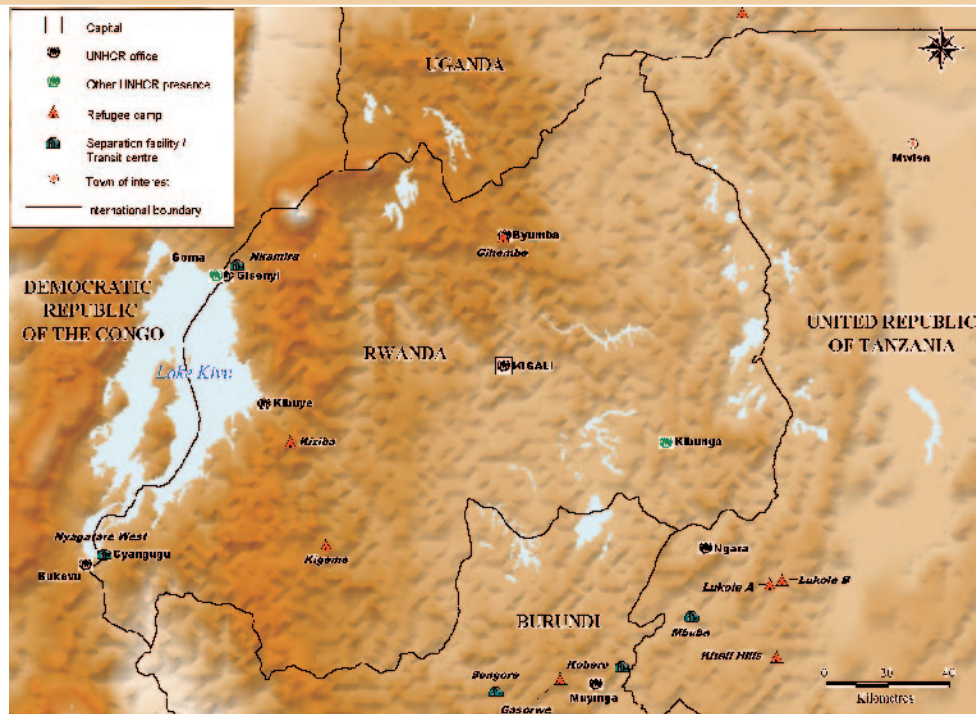 Capital
UNHCR office
Other UNHCR presence
Refugee camp
Separation facility /
Transit centre
Town of interest
International boundary
UGANDA
Mwisa
Byumba
Gihembe
Goma
Nkamira
Gisenyi
DEMOCRATIC
REPUBLIC
OF THE CONGO
UNITED REPUBLIC
OF TANZANIA
RWANDA
KIGALI
Lake Kivu
Kibuye
Kiziba
Kibungo
Nyagatare West
Cyangugu
Bukavu
Kigeme
Ngara
Lukole A
Lukole B
BURUNDI
Mbuba
Kitali Hills
Kobero
Songore
Gasorwe
Muyinga
0 30 60
Kilometres